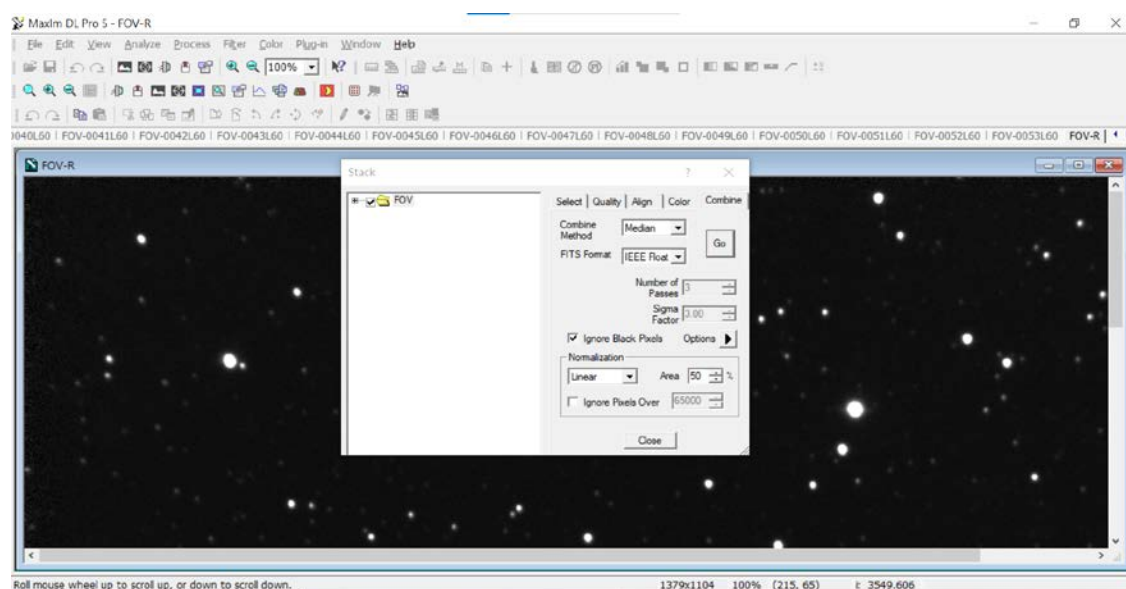 MaxIm DL Pro 5 - FOV-R
File Edit View Analyze Process Filter Color Plug-in Window Help
100%
0040L60 FOV-0041L60 FOV-0042L60 FOV-0043L60 FOV-0044L60 FOV-0045L60 FOV-0046L60 FOV-0047L60 FOV-0048L60 FOV-0049L60 FOV-0050L60 FOV-0051L60 FOV-0052L60 FOV-0053L60 FOV-R
FOV-R
Stack ?
FOV
Select Quality Align Color Combine
Combine Method Median
Go
FITS Format IEEE Float
Number of Passes 3
Sigma Factor 3.00
Ignore Black Pixels Options
Normalization
Linear Area 50 %
Ignore Pixels Over 65000
Close
Roll mouse wheel up to scroll up, or down to scroll down. 1379x1104 100% (215, 65) i: 3549.606